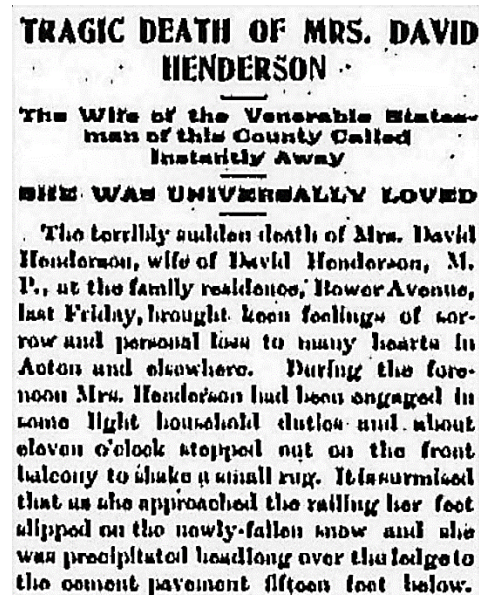 TRAGIC DEATH OF MRS. DAVID
HENDERSON
The Wife of the Venerable States-
man of this County Called
Instantly Away
SHE WAS UNIVERSALLY LOVED
The terribly sudden death of Mrs. David
Henderson, wife of David Henderson, M.
P., at the family residence, Bower Avenue,
last Friday, brought keen feelings of sor-
row and personal loss to many hearts in
Acton and elsewhere. During the fore-
noon Mrs. Henderson had been engaged in
some light household duties and about
eleven o'clock stepped out on the front
balcony to shake a small rug. It is surmised
that as she approached the railing her feet
slipped on the newly-fallen snow and she
was precipitated headlong over the ledge to
the cement pavement fifteen feet below.